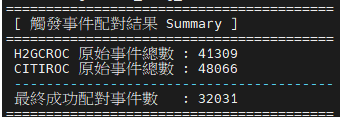 [ 觸發事件配對結果 Summary ]
H2GCROC 原始事件總數 : 41309
CITIROC 原始事件總數 : 48066
最終成功配對事件數 : 32031